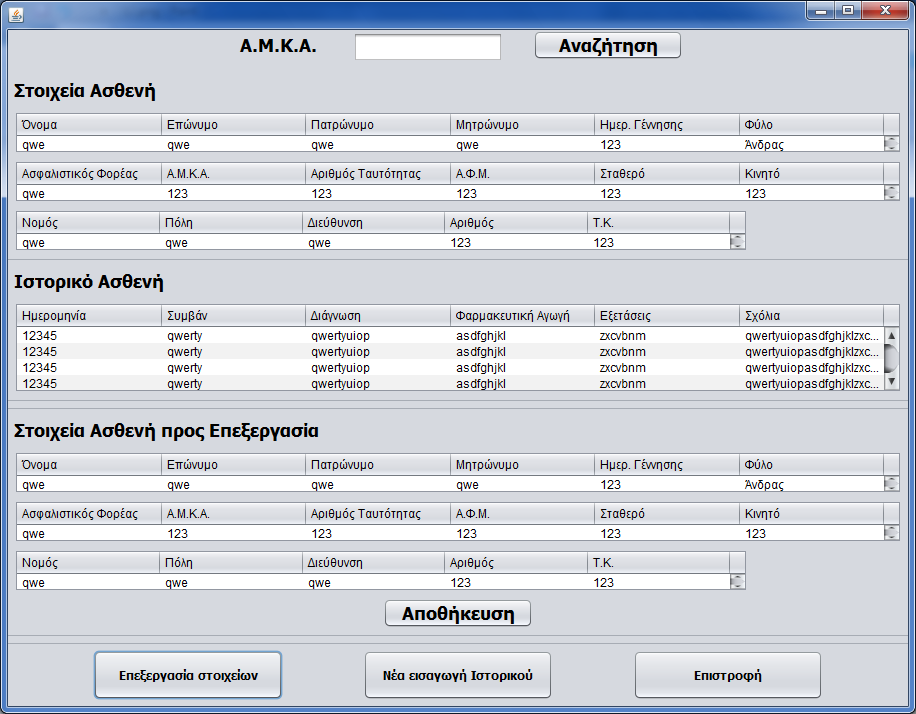 Α.Μ.Κ.Α. Αναζήτηση
Στοιχεία Ασθενή
Όνομα Επώνυμο Πατρώνυμο Μητρώνυμο Ημερ. Γέννησης Φύλο
qwe qwe qwe qwe 123 Άνδρας
Ασφαλιστικός Φορέας Α.Μ.Κ.Α. Αριθμός Ταυτότητας Α.Φ.Μ. Σταθερό Κινητό
qwe 123 123 123 123 123
Νομός Πόλη Διεύθυνση Αριθμός Τ.Κ.
qwe qwe qwe 123 123
Ιστορικό Ασθενή
Ημερομηνία Συμβάν Διάγνωση Φαρμακευτική Αγωγή Εξετάσεις Σχόλια
12345 qwerty qwertyuiop asdfghjkl zxcvbnm qwertyuiopasdfghjklzxc...
12345 qwerty qwertyuiop asdfghjkl zxcvbnm qwertyuiopasdfghjklzxc...
12345 qwerty qwertyuiop asdfghjkl zxcvbnm qwertyuiopasdfghjklzxc...
12345 qwerty qwertyuiop asdfghjkl zxcvbnm qwertyuiopasdfghjklzxc...
Στοιχεία Ασθενή προς Επεξεργασία
Όνομα Επώνυμο Πατρώνυμο Μητρώνυμο Ημερ. Γέννησης Φύλο
qwe qwe qwe qwe 123 Άνδρας
Ασφαλιστικός Φορέας Α.Μ.Κ.Α. Αριθμός Ταυτότητας Α.Φ.Μ. Σταθερό Κινητό
qwe 123 123 123 123 123
Νομός Πόλη Διεύθυνση Αριθμός Τ.Κ.
qwe qwe qwe 123 123
Αποθήκευση
Επεξεργασία στοιχείων Νέα εισαγωγή Ιστορικού Επιστροφή